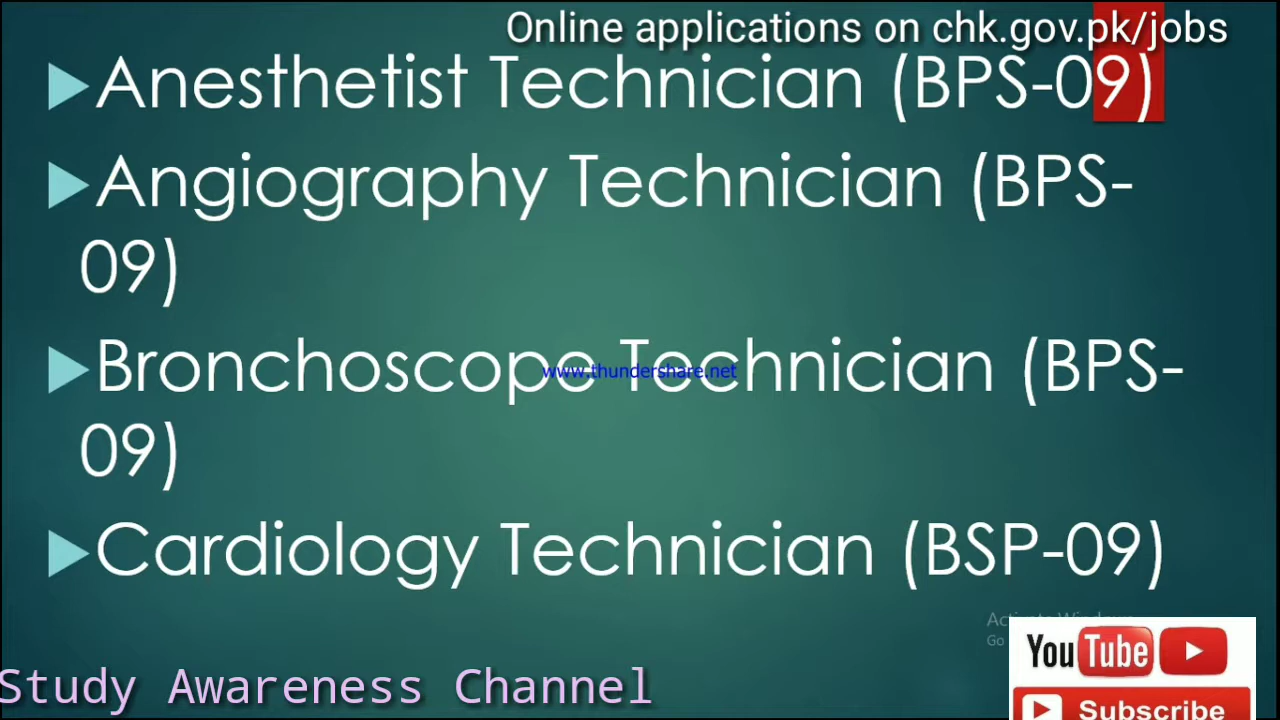 Online applications on chk.gov.pk/jobs
Anesthetist Technician (BPS-09)
Angiography Technician (BPS-
09)
Bronchoscope Technician (BPS-
09)
www.thundershare.net
Cardiology Technician (BSP-09)
Go
YouTube
Study Awareness Channel
Subscribe